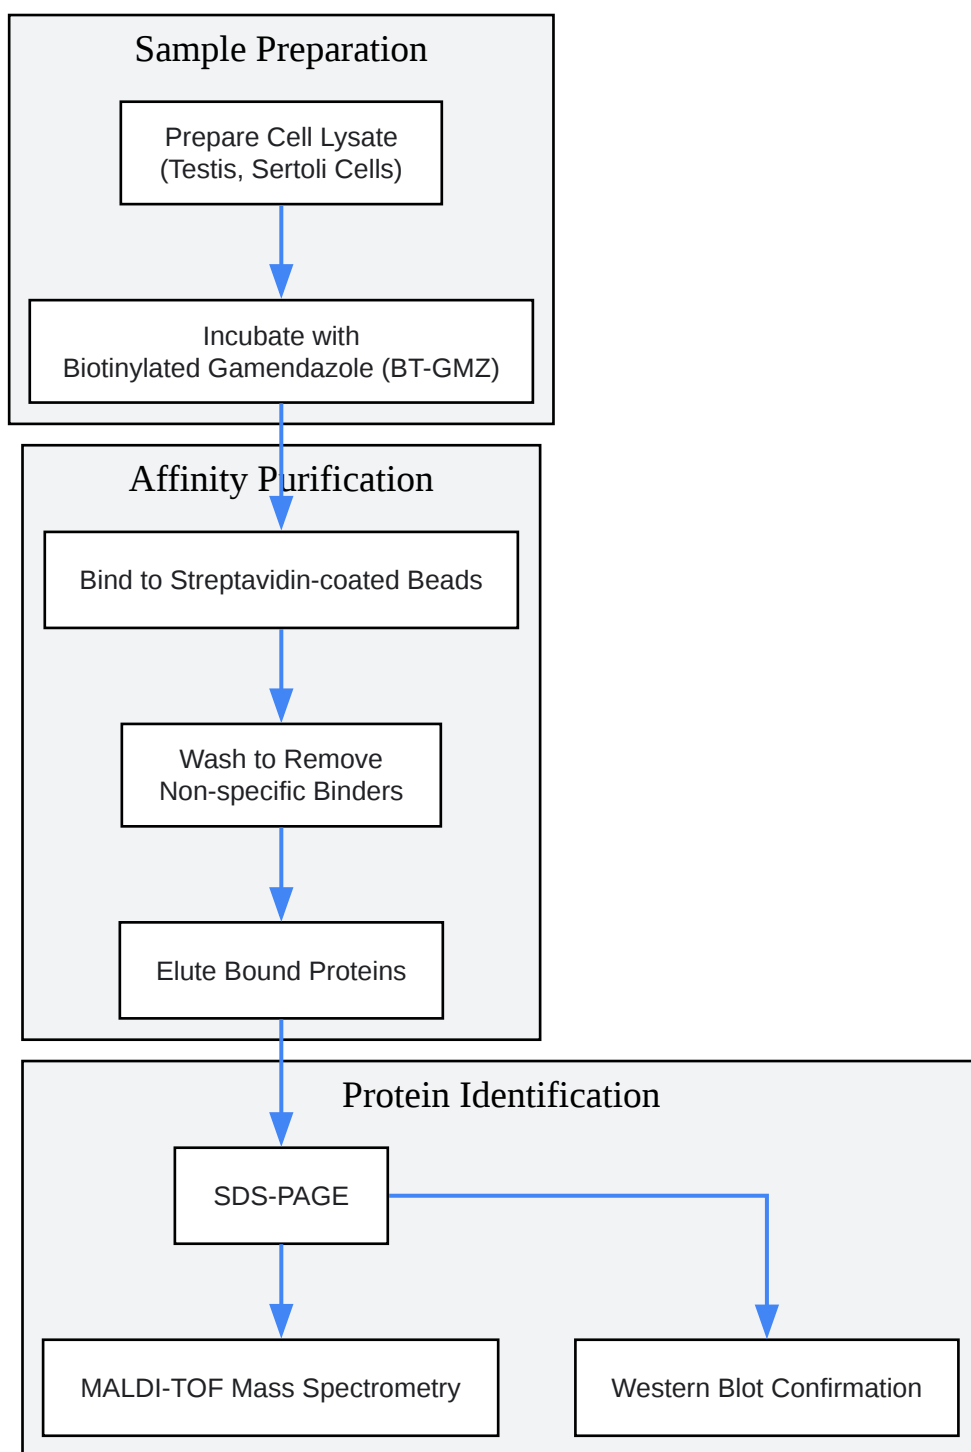 Sample Preparation
Prepare Cell Lysate
(Testis, Sertoli Cells)
Incubate with
Biotinylated Gamendazole (BT-GMZ)
Affinity Purification
Bind to Streptavidin-coated Beads
Wash to Remove
Non-specific Binders
Elute Bound Proteins
Protein Identification
SDS-PAGE
MALDI-TOF Mass Spectrometry
Western Blot Confirmation